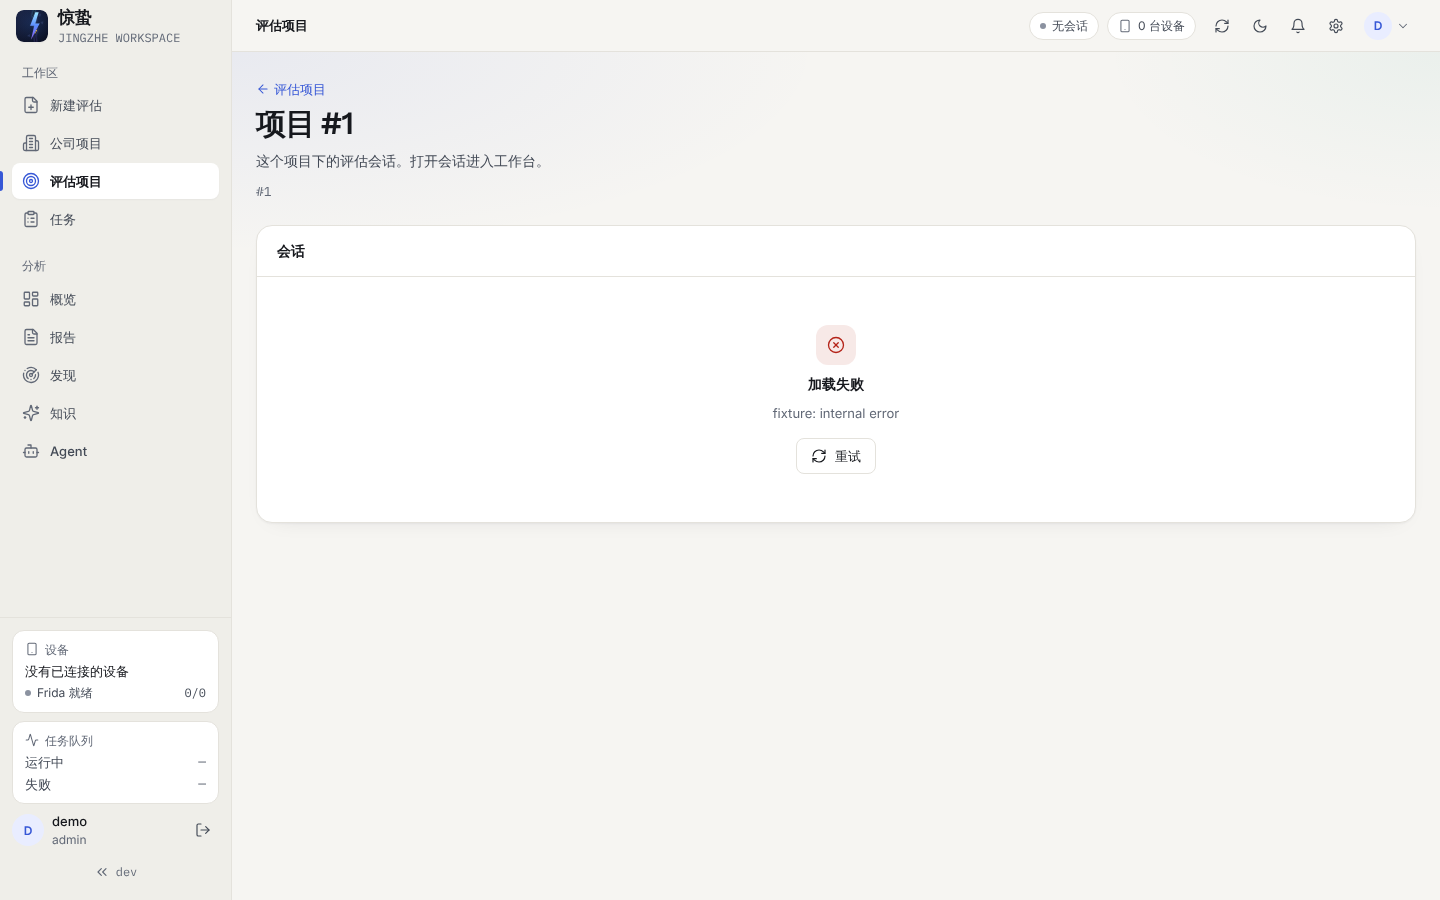 惊蛰
JINGZHE WORKSPACE
工作区
新建评估
公司项目
评估项目
任务
分析
概览
报告
发现
知识
Agent
设备
没有已连接的设备
Frida 就绪 0/0
任务队列
运行中 —
失败 —
D demo
admin
dev
评估项目
无会话
0 台设备
D
评估项目
项目 #1
这个项目下的评估会话。打开会话进入工作台。
#1
会话
加载失败
fixture: internal error
重试